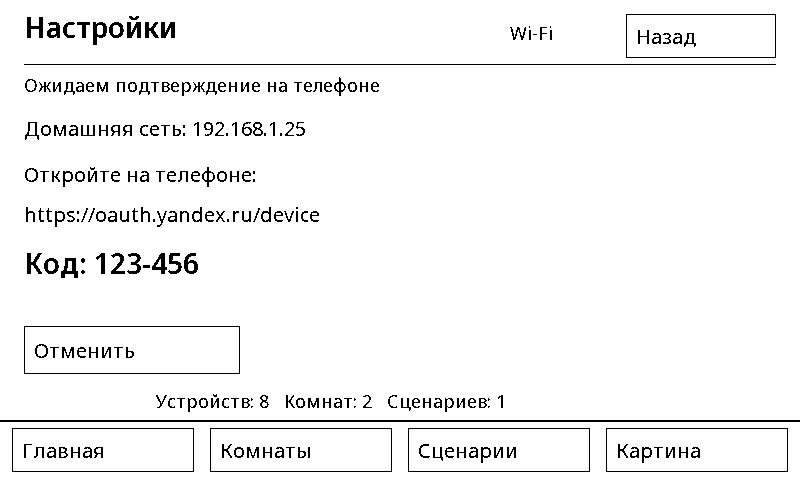 Настройки
Wi-Fi
Назад
Ожидаем подтверждение на телефоне
Домашняя сеть: 192.168.1.25
Откройте на телефоне:
https://oauth.yandex.ru/device
Код: 123-456
Отменить
Устройств: 8 Комнат: 2 Сценариев: 1
Главная
Комнаты
Сценарии
Картина